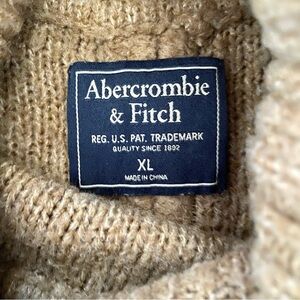 Abercrombie
& Fitch
REG. U.S. PAT. TRADEMARK
QUALITY SINCE 1892
XL
MADE IN CHINA